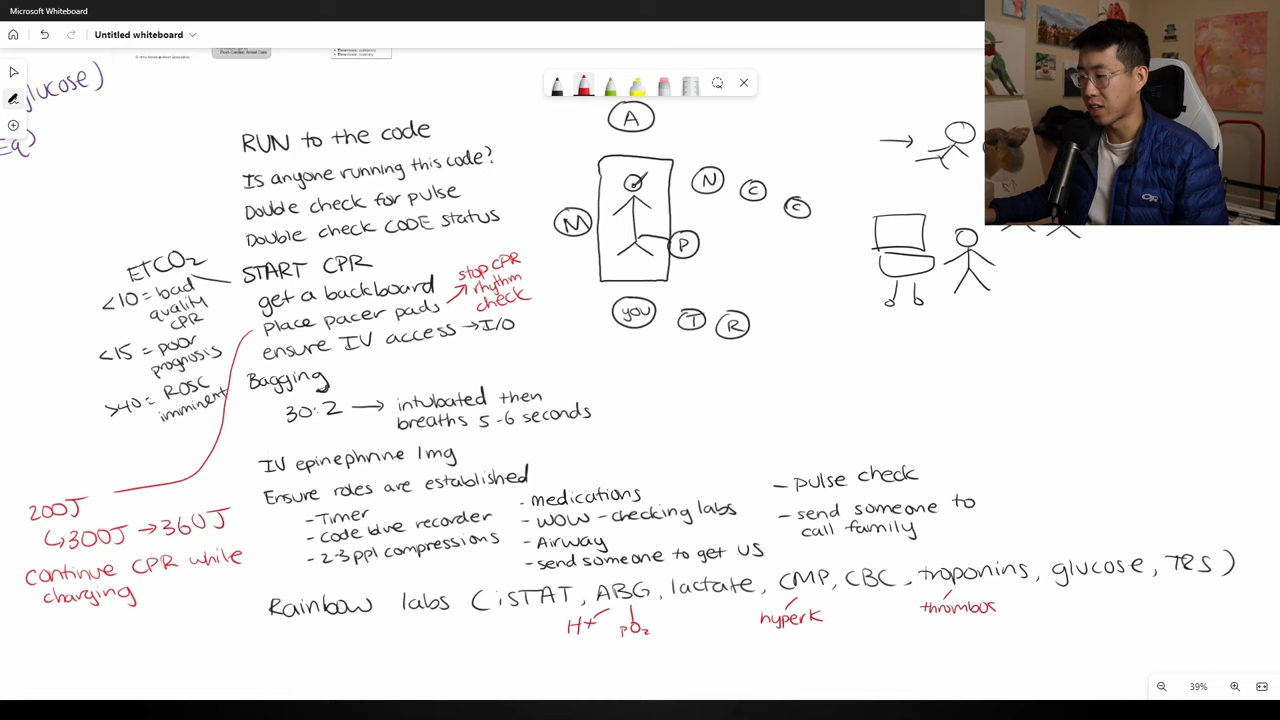 Microsoft Whiteboard
Untitled whiteboard
glucose)
Eq)
RUN to the code
Is anyone running this code?
Double check for pulse
Double check CODE status
START CPR
get a backboard
place pacer pads
ensure IV access → I/O
stop CPR
rhythm
check
ETCO2
<10 = bad
quality
CPR
<15 = poor
prognosis
>40 = ROSC
imminent
Bagging
30:2 → intubated then
breaths 5-6 seconds
IV epinephrine 1mg
Ensure roles are established
- Timer
- code blue recorder
- 2-3 ppl compressions
- medications
- WOW - checking labs
- Airway
- send someone to get US
- pulse check
- send someone to
call family
Rainbow labs (iSTAT, ABG, lactate, CMP, CBC, troponins, glucose, T&S)
H+
pO2
hyperk
thrombos
200J
↳300J → 360J
continue CPR while
charging
A
M
N
C
C
P
you
T
R
39%